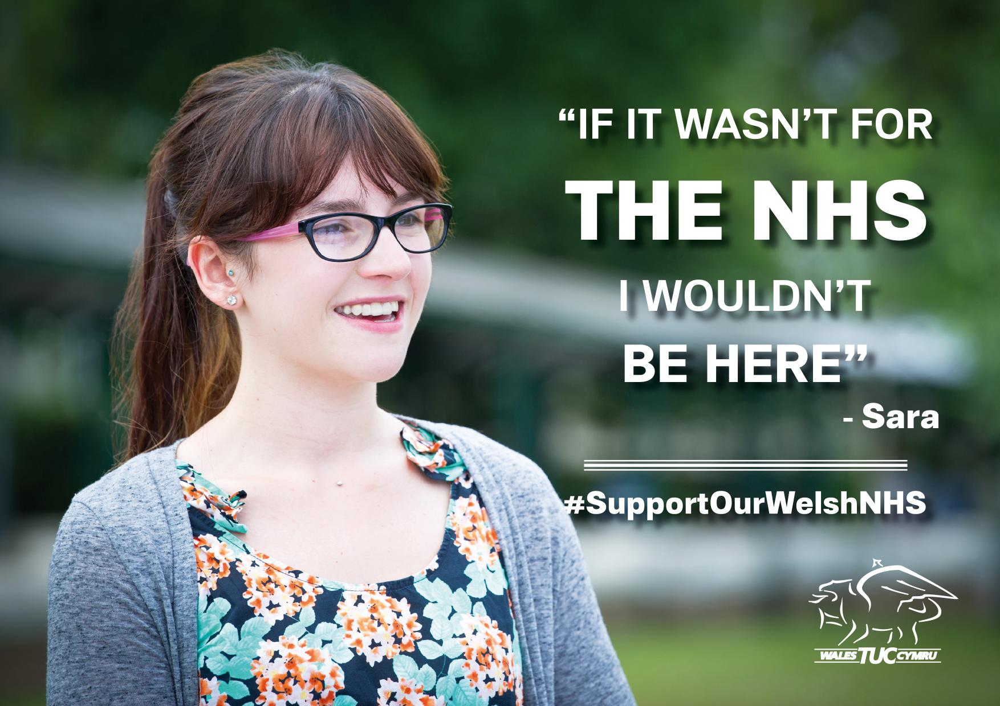 “IF IT WASN’T FOR
THE NHS
I WOULDN’T
BE HERE”
- Sara
#SupportOurWelshNHS
WALES TUC CYMRU